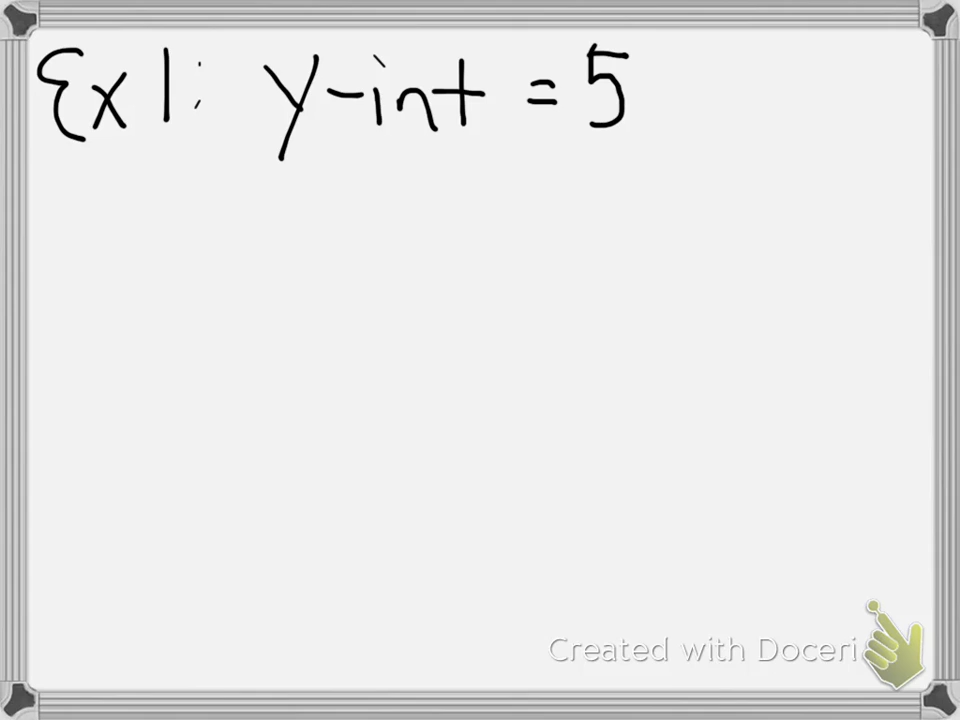 Ex 1: y-int = 5
Created with Doceri